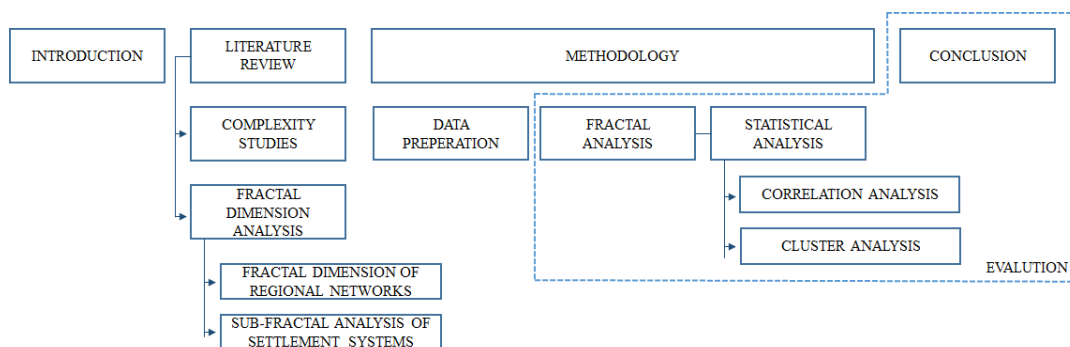 INTRODUCTION
LITERATURE
REVIEW
METHODOLOGY
CONCLUSION
COMPLEXITY
STUDIES
DATA
PREPERATION
FRACTAL
ANALYSIS
STATISTICAL
ANALYSIS
CORRELATION ANALYSIS
FRACTAL
DIMENSION
ANALYSIS
CLUSTER ANALYSIS
EVALUTION
FRACTAL DIMENSION OF
REGIONAL NETWORKS
SUB-FRACTAL ANALYSIS OF
SETTLEMENT SYSTEMS